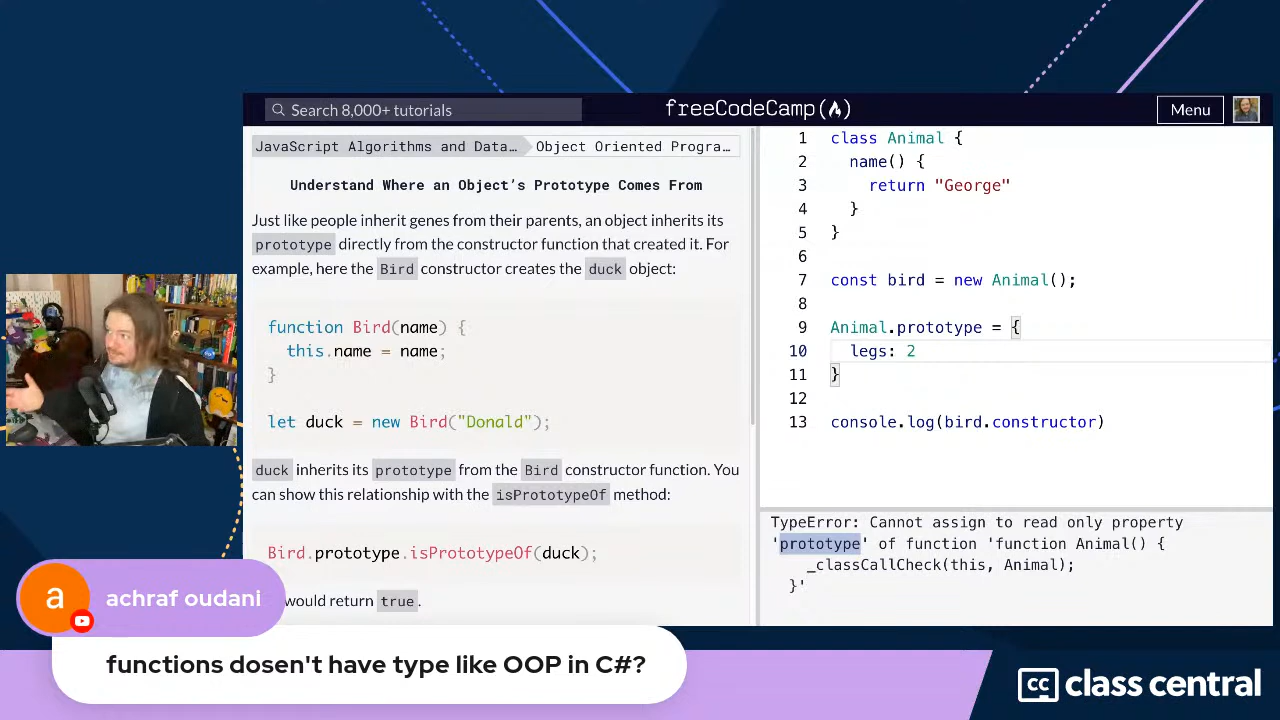 Search 8,000+ tutorials
freeCodeCamp(🔥)
Menu
JavaScript Algorithms and Data…
Object Oriented Progra…
Understand Where an Object’s Prototype Comes From
Just like people inherit genes from their parents, an object inherits its
prototype directly from the constructor function that created it. For
example, here the Bird constructor creates the duck object:
function Bird(name) {
this.name = name;
}
let duck = new Bird("Donald");
duck inherits its prototype from the Bird constructor function. You
can show this relationship with the isPrototypeOf method:
Bird.prototype.isPrototypeOf(duck);
would return true.
1 class Animal {
2 name() {
3 return "George"
4 }
5 }
6
7 const bird = new Animal();
8
9 Animal.prototype = {
10 legs: 2
11 }
12
13 console.log(bird.constructor)
TypeError: Cannot assign to read only property
'prototype' of function 'function Animal() {
_classCallCheck(this, Animal);
}'
a
achraf oudani
functions dosen't have type like OOP in C#?
cc class central